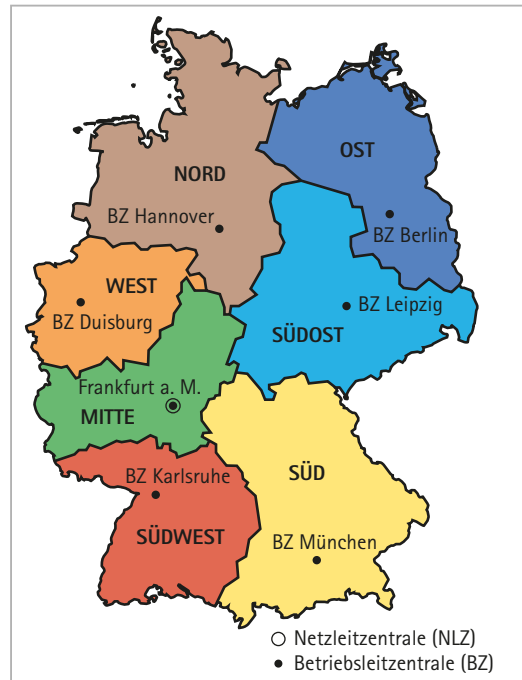 OST
NORD
BZ Hannover
BZ Berlin
WEST
BZ Duisburg
BZ Leipzig
SÜDOST
Frankfurt a. M.
MITTE
BZ Karlsruhe
SÜD
SÜDWEST
BZ München
Netzleitzentrale (NLZ)
Betriebsleitzentrale (BZ)